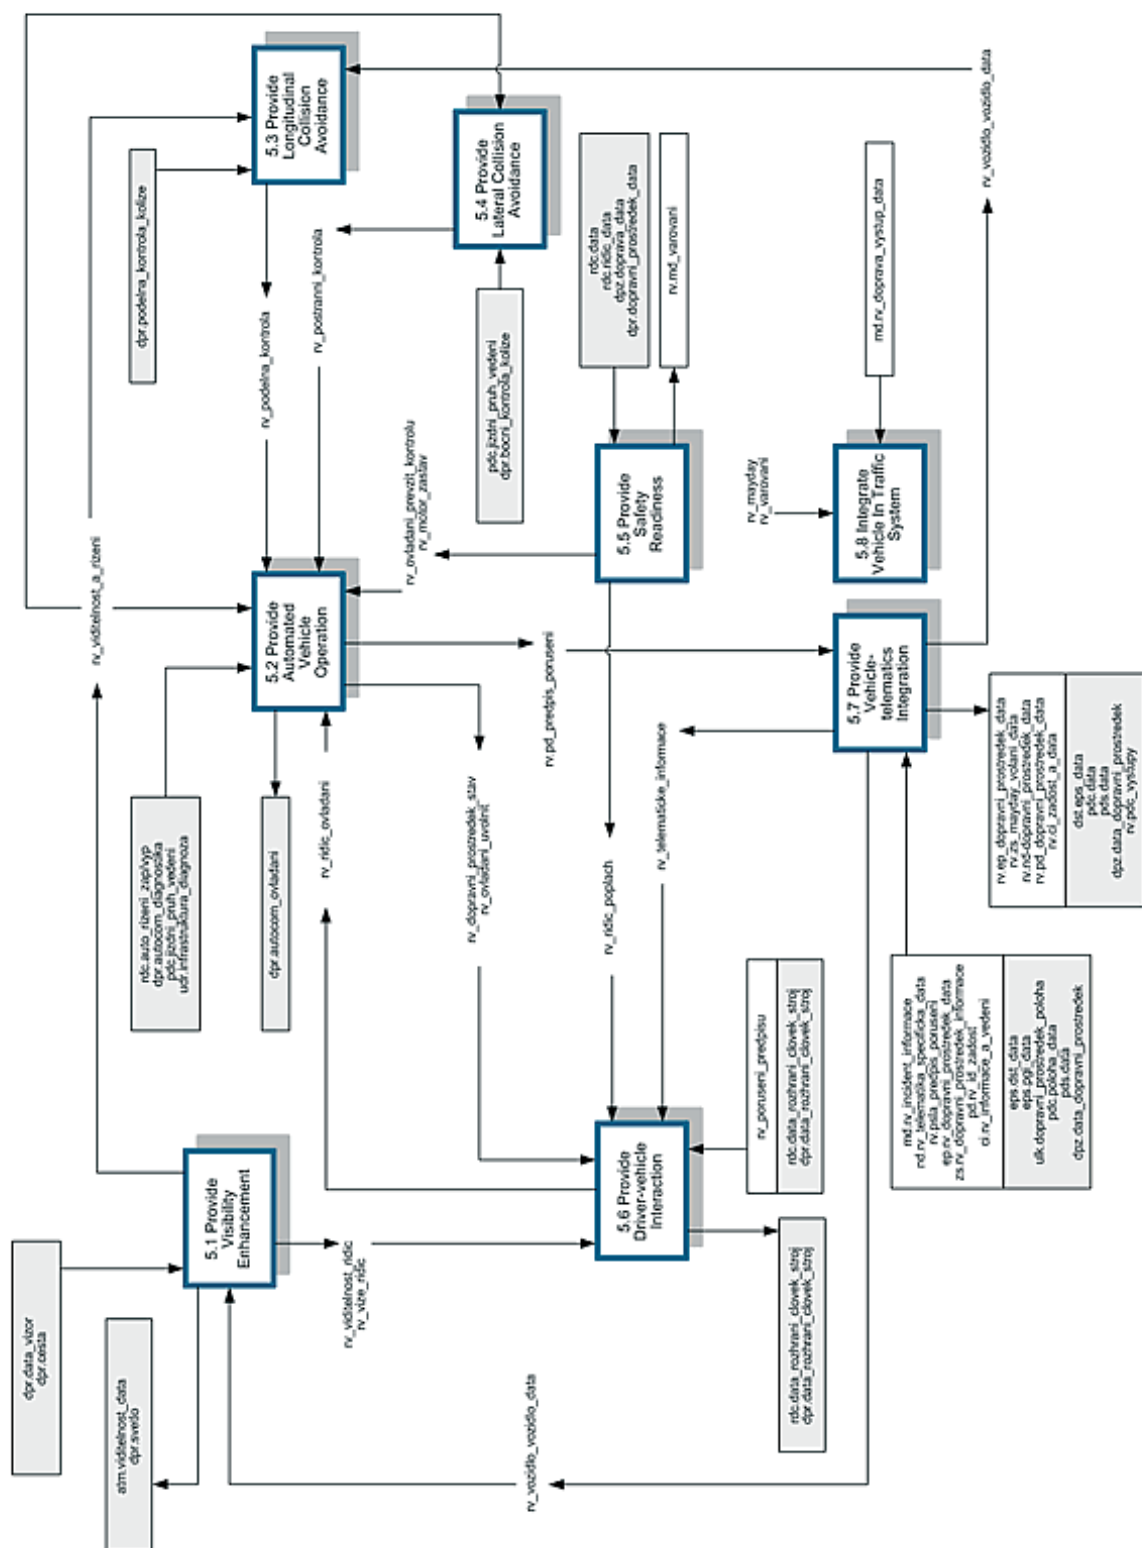 dpr.data_vizor
dpr.cesta
atm.viditelnost_data
dpr.svetlo
5.1 Provide
Visibility
Enhancement
rv_viditelnost_ridic
rv_vize_ridic
rv_vozidlo_vozidlo_data
rv_viditelnost_a_rizeni
rdc.auto_rizeni_zap/vyp
dpr.autocom_diagnostika
pdc.jizdni_pruh_vedeni
udr.infrastruktura_diagnoza
dpr.autocom_ovladani
rv_ridic_ovladani
5.2 Provide
Automated
Vehicle
Operation
rv_dopravni_prostredek_stav
rv_ovladani_uvolnit
rv.pd_predpis_poruseni
rv_ovladani_prevzit_kontrolu
rv_motor_zastav
dpr.podelna_kontrola_kolize
5.3 Provide
Longitudinal
Collision
Avoidance
rv_podelna_kontrola
rv_postranni_kontrola
5.4 Provide
Lateral Collision
Avoidance
pdc.jizdni_pruh_vedeni
dpr.bocni_kontrola_kolize
rdc.data
rdc.ridic_data
dpz.doprava_data
dpr.dopravni_prostredek_data
rv.md_varovani
5.5 Provide
Safety
Readiness
rv_ridic_poplach
rv_telematicke_informace
5.6 Provide
Driver-vehicle
Interaction
rv_poruseni_predpisu
rdc.data_rozhrani_clovek_stroj
dpr.data_rozhrani_clovek_stroj
rdc.data_rozhrani_clovek_stroj
dpr.data_rozhrani_clovek_stroj
rv_mayday
rv_varovani
md.rv_doprava_vystup_data
5.8 Integrate
Vehicle In Traffic
System
5.7 Provide
Vehicle-
telematics
Integration
rv_vozidlo_vozidlo_data
md.rv_incident_informace
nd.rv_telematika_specificka_data
rv.psta_predpis_poruseni
ep.rv_dopravni_prostredek_data
zs.rv_dopravni_prostredek_informace
pd.rv_id_zadost
ci.rv_informace_a_vedeni
eps.dst_data
eps.pgi_data
ulk.dopravni_prostredek_poloha
pdc.poloha_data
pds.data
dpz.data_dopravni_prostredek
rv.ep_dopravni_prostredek_data
rv.zs_mayday_volani_data
rv.nd-dopravni_prostredek_data
rv.pd_dopravni_prostredek_data
rv.ci_zadost_a_data
dst.eps_data
pdc.data
pds.data
dpz.data_dopravni_prostredek
rv.pdc_vystupy